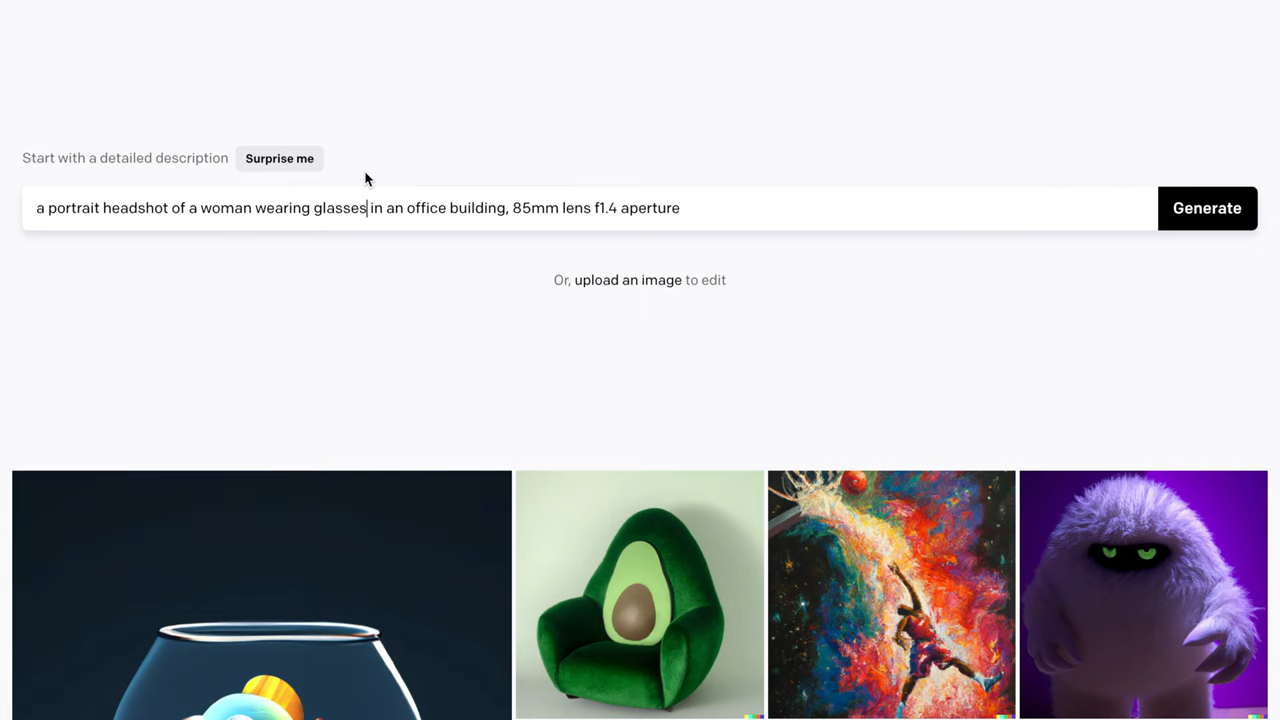 Start with a detailed description Surprise me
a portrait headshot of a woman wearing glasses in an office building, 85mm lens f1.4 aperture Generate
Or, upload an image to edit